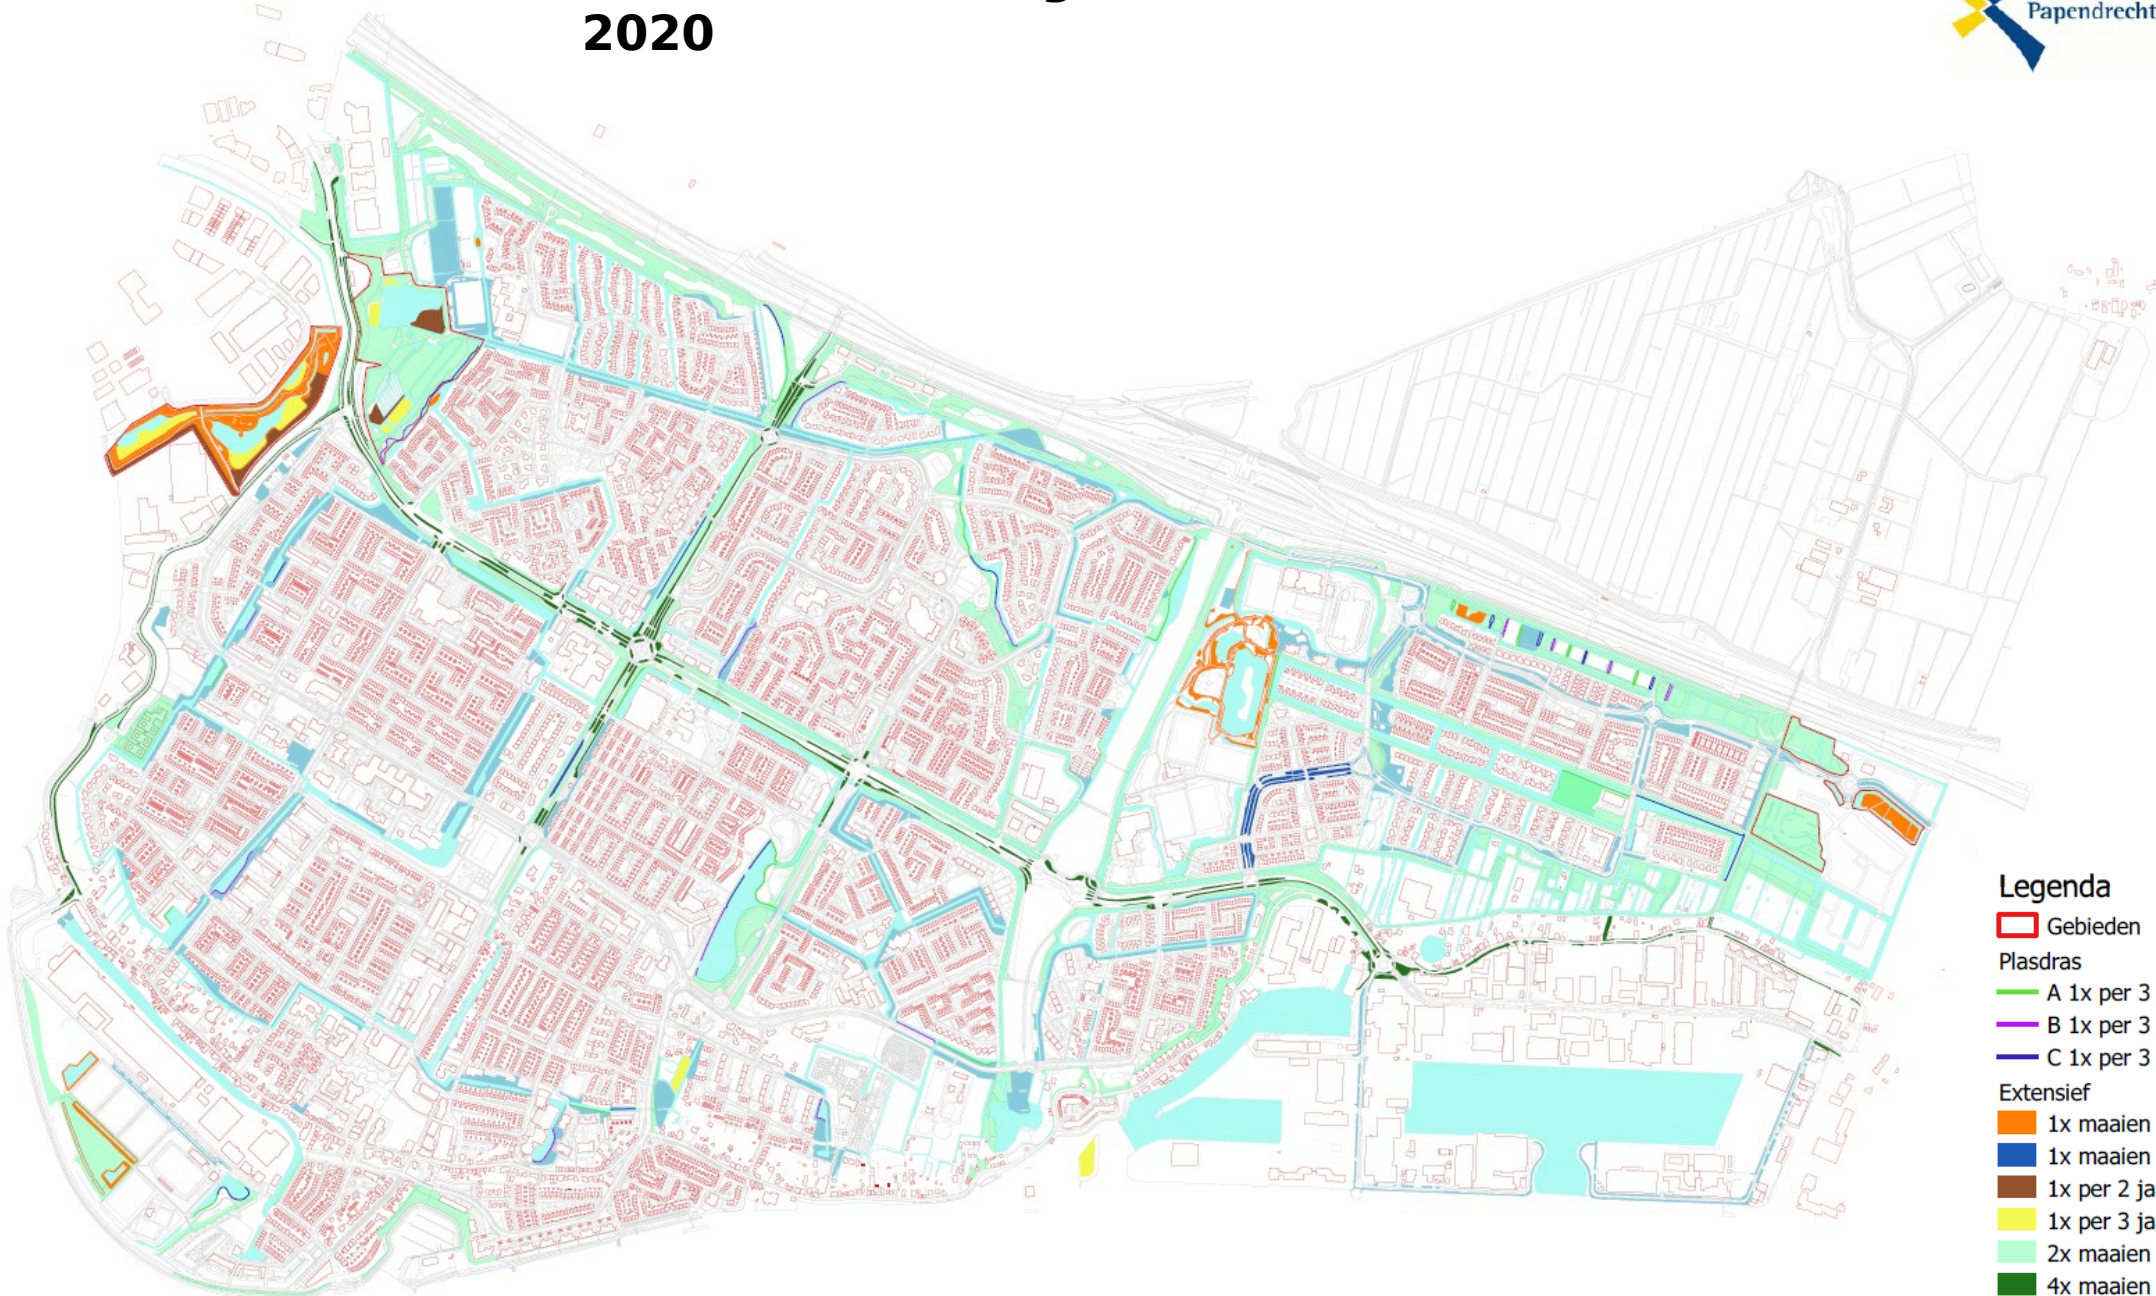 2020
Papendrecht
Legenda
Gebieden
Plasdras
A 1x per 3
B 1x per 3
C 1x per 3
Extensief
1x maaien
1x maaien
1x per 2 ja
1x per 3 ja
2x maaien
4x maaien